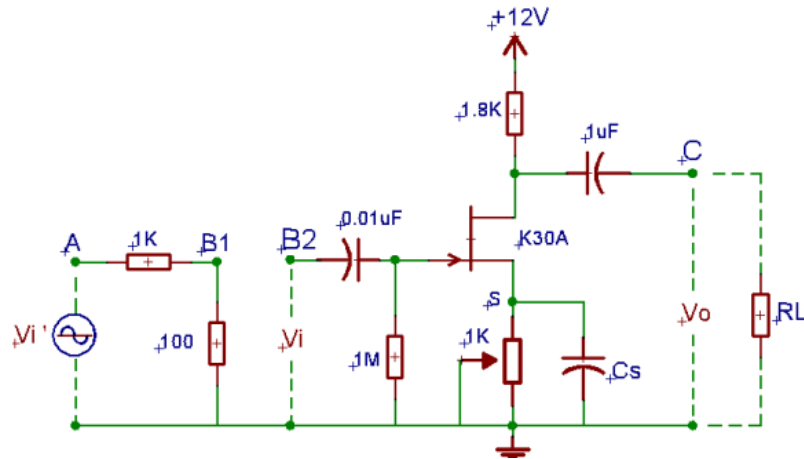 +12V
1.8K
1uF
C
0.01uF
A
1K
B1
B2
K30A
S
Vi'
100
Vi
1M
1K
Cs
Vo
RL